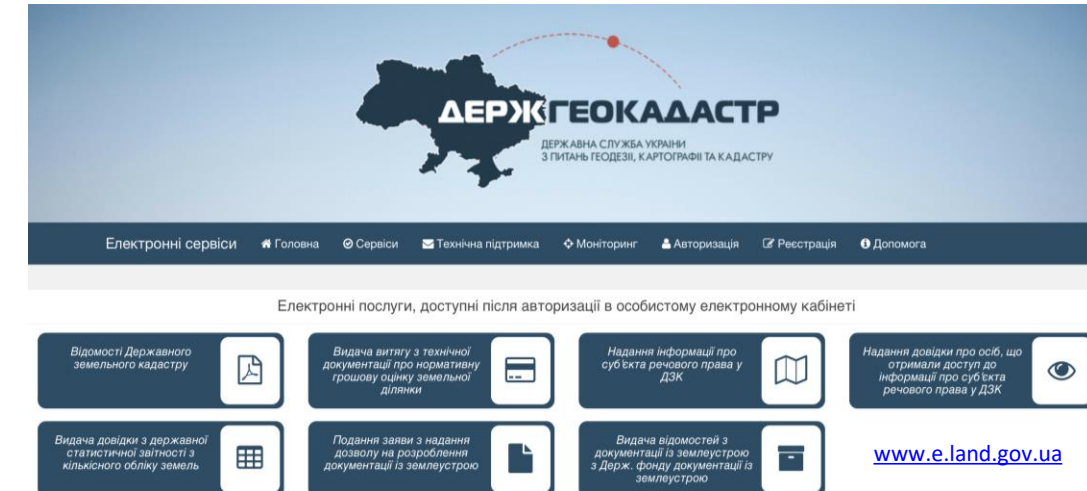 ДЕРЖГЕОКАДАСТР
ДЕРЖАВНА СЛУЖБА УКРАЇНИ
З ПИТАНЬ ГЕОДЕЗІЇ, КАРТОГРАФІЇ ТА КАДАСТРУ
Електронні сервіси Головна Сервіси Технічна підтримка Моніторинг Авторизація Реєстрація Допомога
Електронні послуги, доступні після авторизації в особистому електронному кабінеті
Відомості Державного
земельного кадастру
Видача витягу з технічної
документації про нормативну
грошову оцінку земельної
ділянки
Надання інформації про
суб'єкта речового права у
ДЗК
Надання довідки про осіб, що
отримали доступ до
інформації про суб'єкта
речового права у ДЗК
Видача довідки з державної
статистичної звітності з
кількісного обліку земель
Подання заяви з надання
дозволу на розроблення
документації із землеустрою
Видача відомостей з
документації із землеустрою
з Держ. фонду документації із
землеустрою
www.e.land.gov.ua